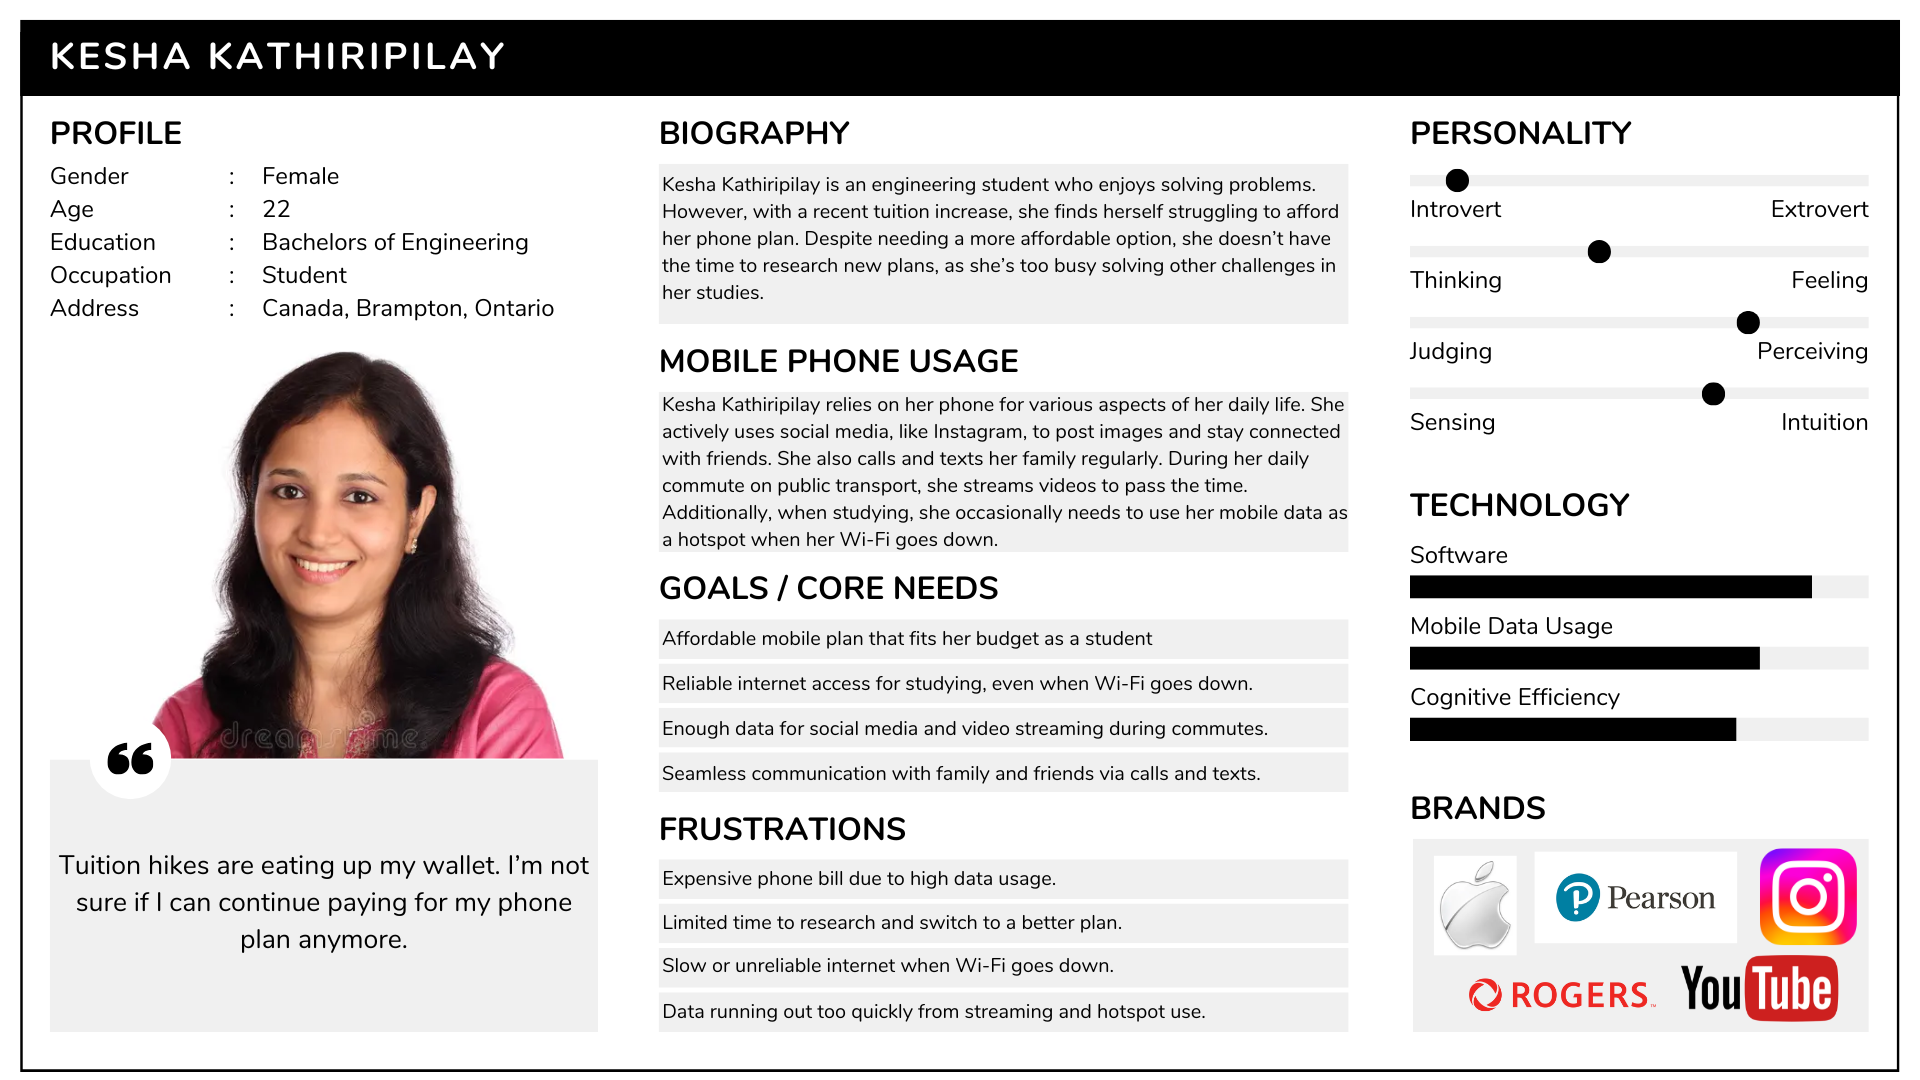 KESHA KATHIRIPILAY
PROFILE
Gender : Female
Age : 22
Education : Bachelors of Engineering
Occupation : Student
Address : Canada, Brampton, Ontario
dreamstime
“
Tuition hikes are eating up my wallet. I’m not
sure if I can continue paying for my phone
plan anymore.
BIOGRAPHY
Kesha Kathiripilay is an engineering student who enjoys solving problems.
However, with a recent tuition increase, she finds herself struggling to afford
her phone plan. Despite needing a more affordable option, she doesn’t have
the time to research new plans, as she’s too busy solving other challenges in
her studies.
MOBILE PHONE USAGE
Kesha Kathiripilay relies on her phone for various aspects of her daily life. She
actively uses social media, like Instagram, to post images and stay connected
with friends. She also calls and texts her family regularly. During her daily
commute on public transport, she streams videos to pass the time.
Additionally, when studying, she occasionally needs to use her mobile data as
a hotspot when her Wi-Fi goes down.
GOALS / CORE NEEDS
Affordable mobile plan that fits her budget as a student
Reliable internet access for studying, even when Wi-Fi goes down.
Enough data for social media and video streaming during commutes.
Seamless communication with family and friends via calls and texts.
FRUSTRATIONS
Expensive phone bill due to high data usage.
Limited time to research and switch to a better plan.
Slow or unreliable internet when Wi-Fi goes down.
Data running out too quickly from streaming and hotspot use.
PERSONALITY
Introvert Extrovert
Thinking Feeling
Judging Perceiving
Sensing Intuition
TECHNOLOGY
Software
Mobile Data Usage
Cognitive Efficiency
BRANDS
P Pearson
ROGERS™
YouTube